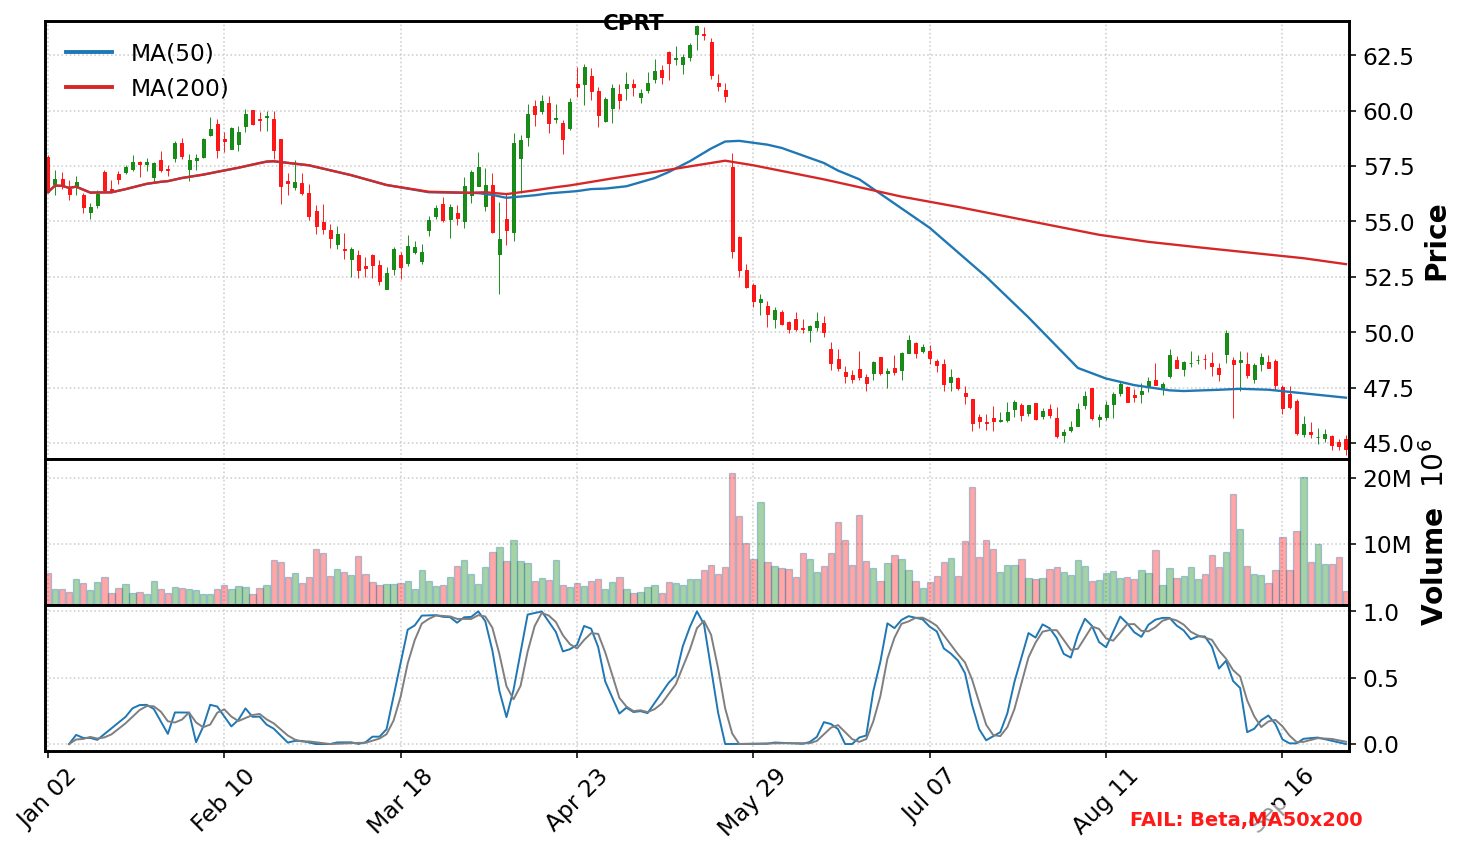 CPRT
MA(50)
MA(200)
62.5
60.0
57.5
55.0
52.5
50.0
47.5
45.0
Price
20M
10M
Volume 10^6
1.0
0.5
0.0
Jan 02
Feb 10
Mar 18
Apr 23
May 29
Jul 07
Aug 11
Sep 16
FAIL: Beta,MA50x200